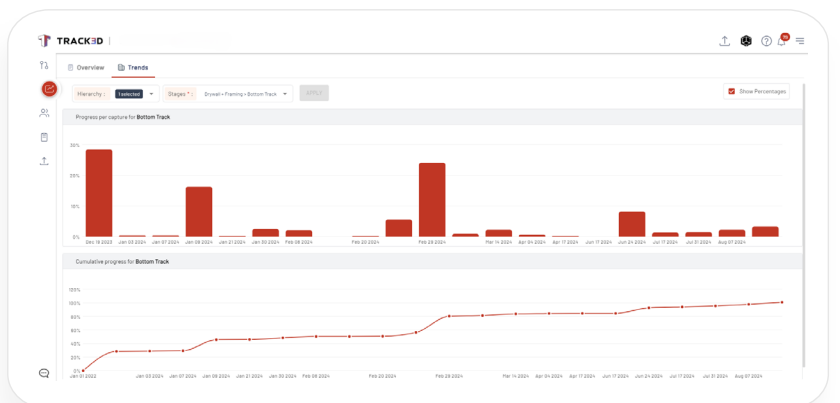 TRACK3D
70
Overview
Trends
Hierarchy :
1 selected
Stages * :
Drywall > Framing > Bottom Track
APPLY
Show Percentages
Progress per capture for Bottom Track
30%
20%
10%
0%
Dec 19 2023 Jan 03 2024 Jan 07 2024 Jan 09 2024 Jan 21 2024 Jan 30 2024 Feb 06 2024 Feb 20 2024 Feb 29 2024 Mar 14 2024 Apr 04 2024 Apr 17 2024 Jun 17 2024 Jun 24 2024 Jul 17 2024 Jul 31 2024 Aug 07 2024
Cumulative progress for Bottom Track
120%
100%
80%
60%
40%
20%
0%
Jan 01 2022 Jan 03 2024 Jan 07 2024 Jan 09 2024 Jan 21 2024 Jan 30 2024 Feb 06 2024 Feb 20 2024 Feb 29 2024 Mar 14 2024 Apr 04 2024 Apr 17 2024 Jun 17 2024 Jun 24 2024 Jul 17 2024 Jul 31 2024 Aug 07 2024